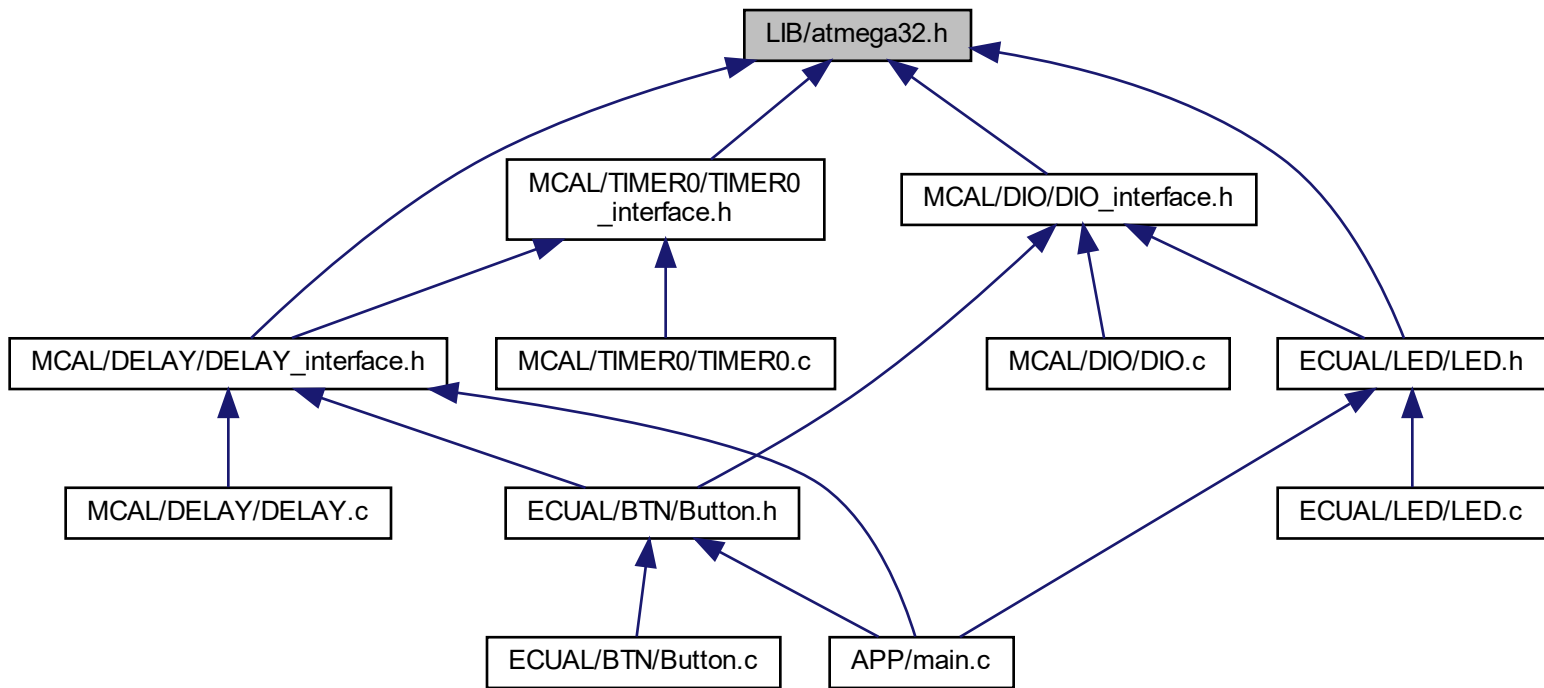 LIB/atmega32.h
MCAL/TIMER0/TIMER0
_interface.h
MCAL/DIO/DIO_interface.h
MCAL/DELAY/DELAY_interface.h
MCAL/TIMER0/TIMER0.c
MCAL/DIO/DIO.c
ECUAL/LED/LED.h
MCAL/DELAY/DELAY.c
ECUAL/BTN/Button.h
ECUAL/LED/LED.c
ECUAL/BTN/Button.c
APP/main.c